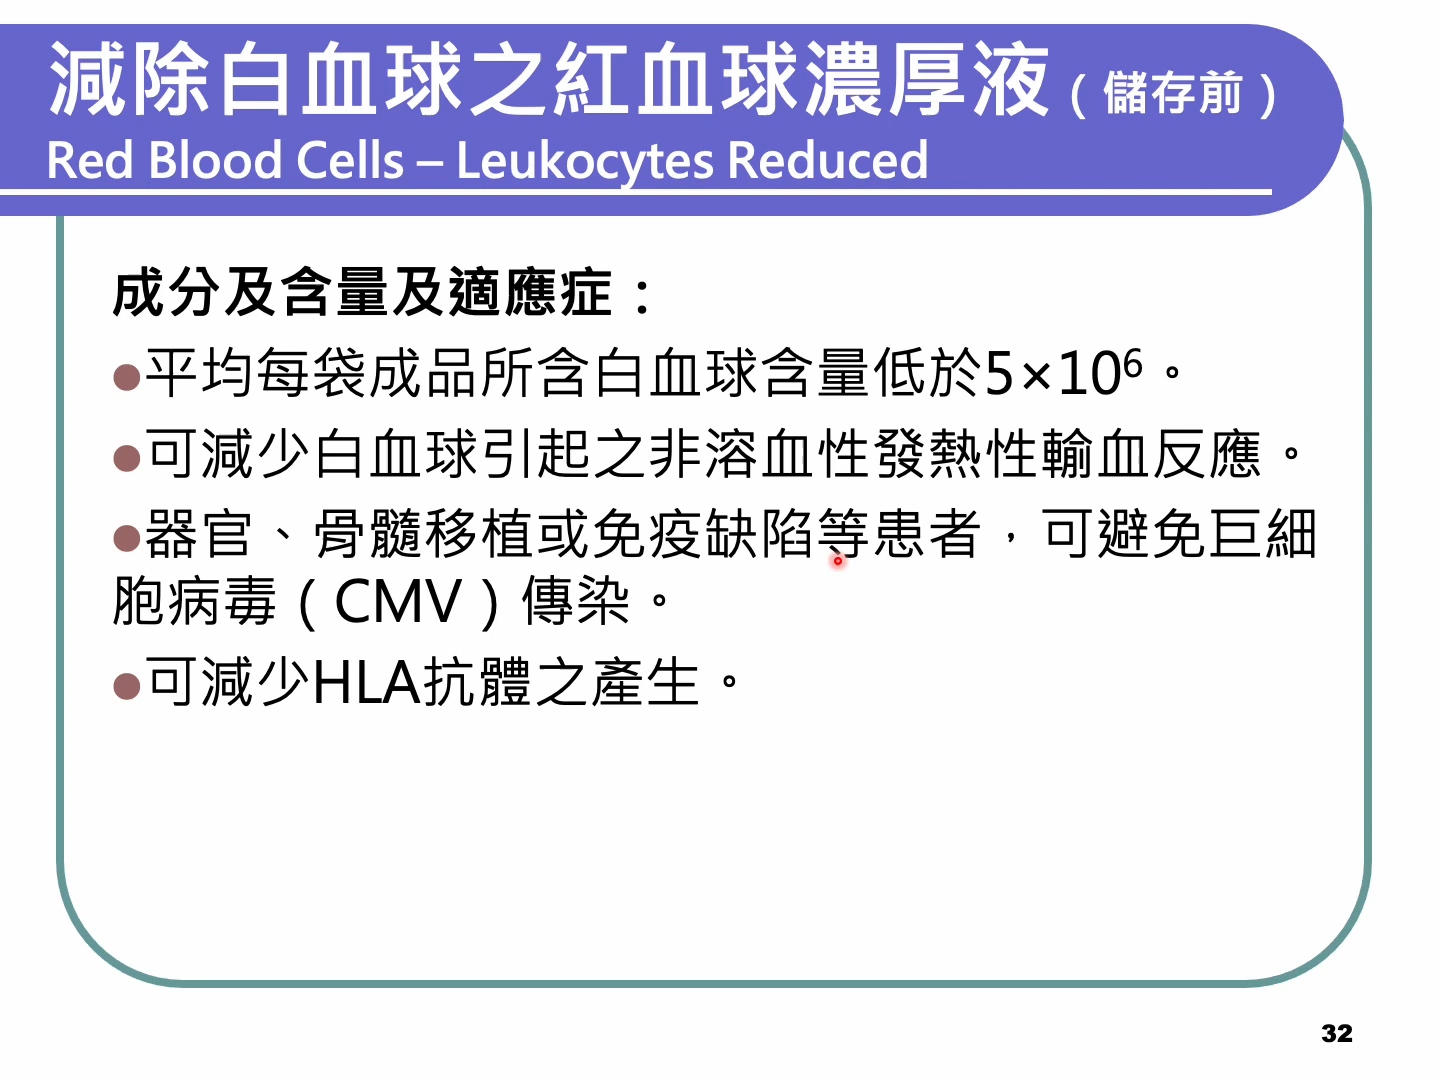 減除白血球之紅血球濃厚液（儲存前）
Red Blood Cells – Leukocytes Reduced
成分及含量及適應症：
●平均每袋成品所含白血球含量低於5×10⁶。
●可減少白血球引起之非溶血性發熱性輸血反應。
●器官、骨髓移植或免疫缺陷等患者，可避免巨細
胞病毒（CMV）傳染。
●可減少HLA抗體之產生。
32